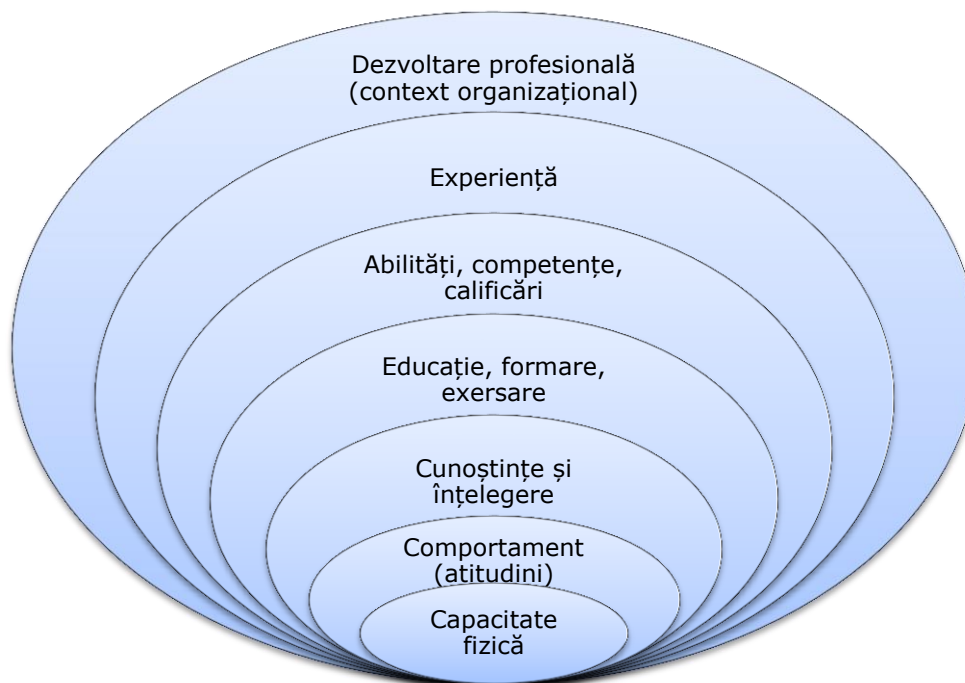 Dezvoltare profesională
(context organizațional)
Experiență
Abilități, competențe,
calificări
Educație, formare,
exersare
Cunoștințe și
înțelegere
Comportament
(atitudini)
Capacitate
fizică